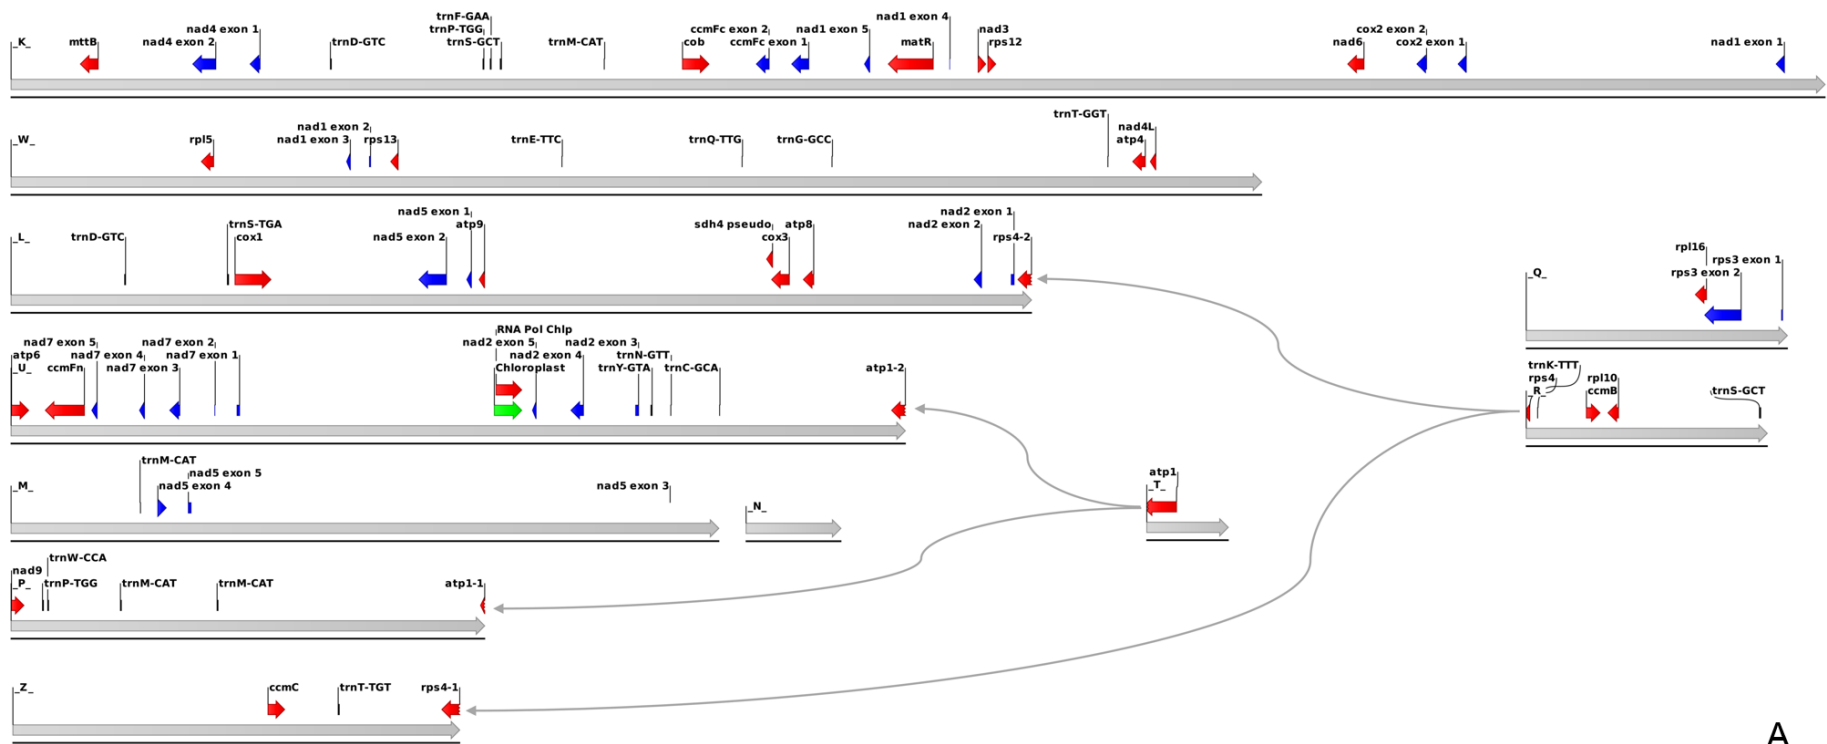 trnF-GAA
nad1 exon 4
trnP-TGG
nad4 exon 1
ccmFc exon 2
nad1 exon 5
nad3
cox2 exon 2
_K_
mttB
nad4 exon 2
trnD-GTC
trnS-GCT
trnM-CAT
cob
ccmFc exon 1
matR
rps12
nad6
cox2 exon 1
nad1 exon 1
trnT-GGT
nad1 exon 2
nad4L
_W_
rpl5
nad1 exon 3
rps13
trnE-TTC
trnQ-TTG
trnG-GCC
atp4
nad5 exon 1
nad2 exon 1
trnS-TGA
atp9
sdh4 pseudo
atp8
nad2 exon 2
_L_
trnD-GTC
cox1
nad5 exon 2
cox3
rps4-2
rpl16
rps3 exon 1
_Q_
rps3 exon 2
RNA Pol Chlp
nad7 exon 5
nad7 exon 2
nad2 exon 5
nad2 exon 3
atp6
nad7 exon 4
nad7 exon 1
nad2 exon 4
trnN-GTT
_U_
ccmFn
nad7 exon 3
Chloroplast
trnY-GTA
trnC-GCA
atp1-2
trnK-TTT
rps4
rpl10
_R_
ccmB
trnS-GCT
trnM-CAT
nad5 exon 5
_M_
nad5 exon 4
nad5 exon 3
_N_
atp1
_T_
trnW-CCA
nad9
_P_
trnP-TGG
trnM-CAT
trnM-CAT
atp1-1
_Z_
ccmC
trnT-TGT
rps4-1
A